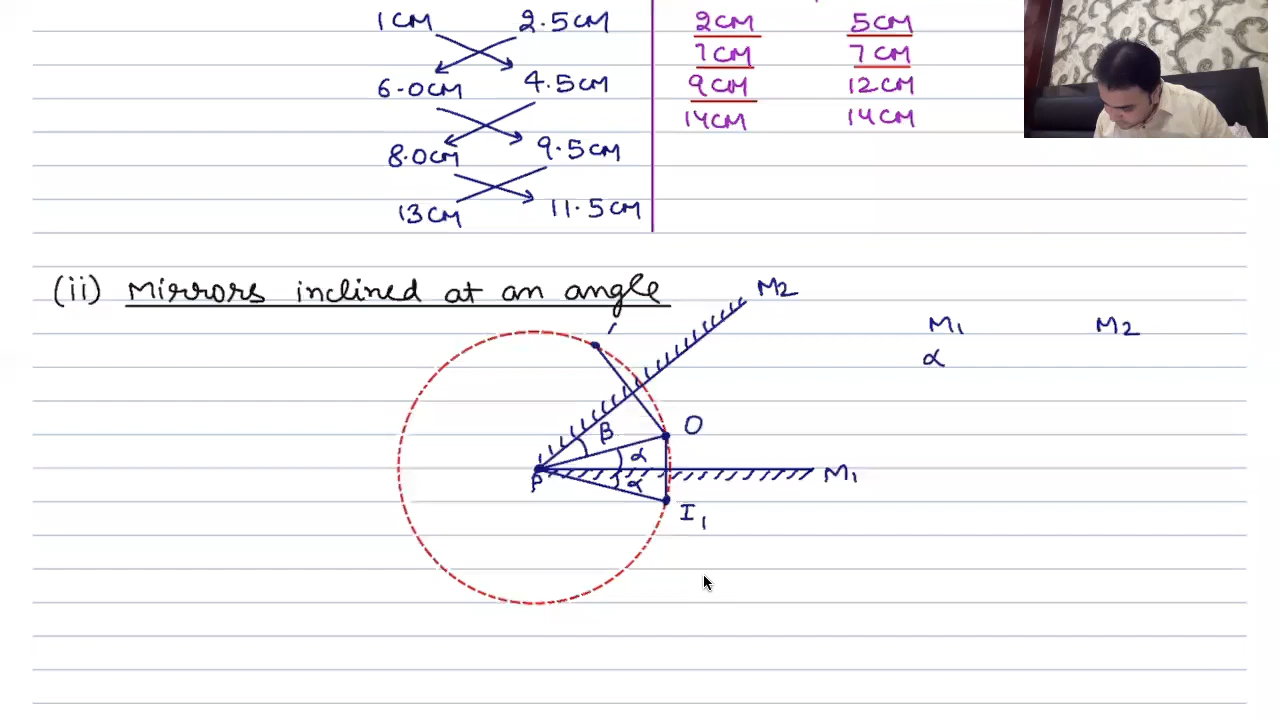 1CM 2.5CM
6.0CM 4.5CM
8.0CM 9.5CM
13CM 11.5CM
2CM 5CM
7CM 7CM
9CM 12CM
14CM 14CM
(ii) Mirrors inclined at an angle
M2
O
β
α
P
M1
α
I1
M1 M2
α